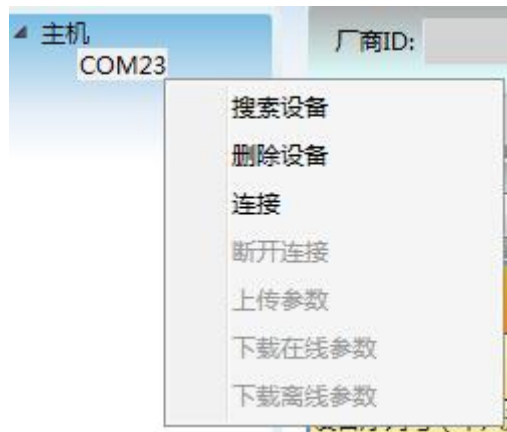 主机
厂商ID:
COM23
搜索设备
删除设备
连接
断开连接
上传参数
下载在线参数
下载离线参数